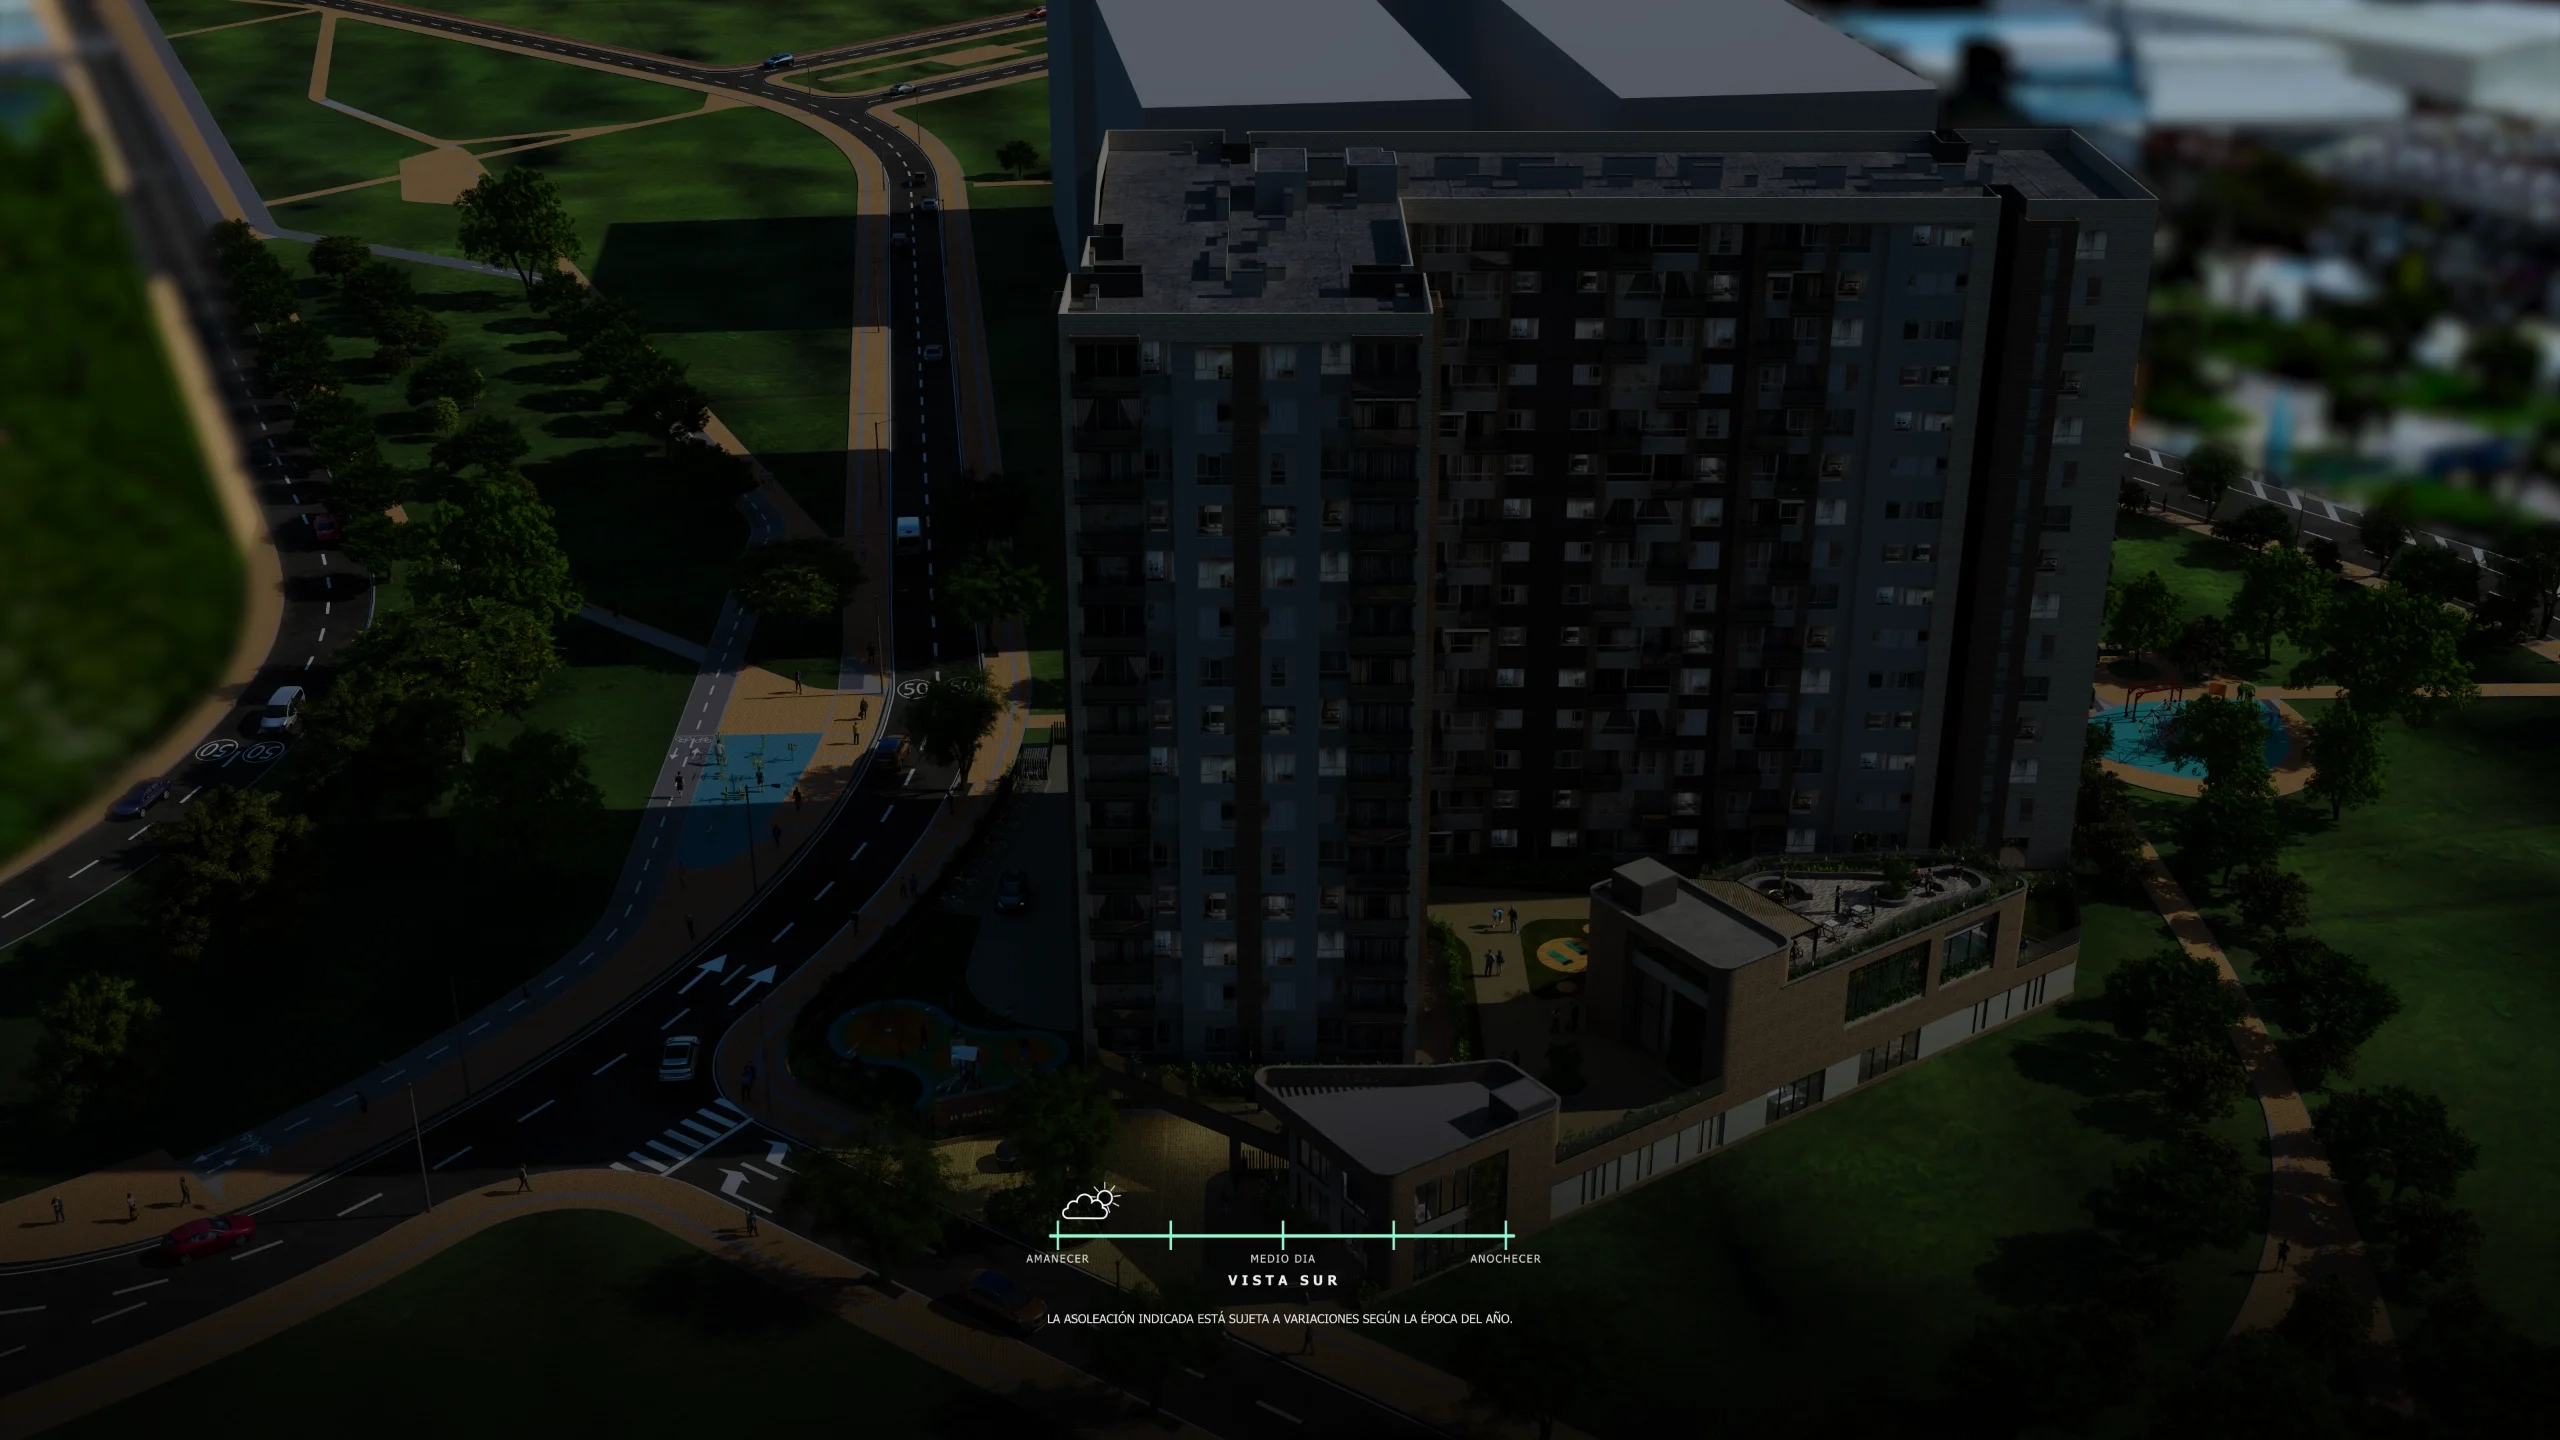 50
50
50/50
AMANECER
MEDIO DIA
ANOCHECER
VISTA SUR
LA ASOLEACIÓN INDICADA ESTÁ SUJETA A VARIACIONES SEGÚN LA ÉPOCA DEL AÑO.